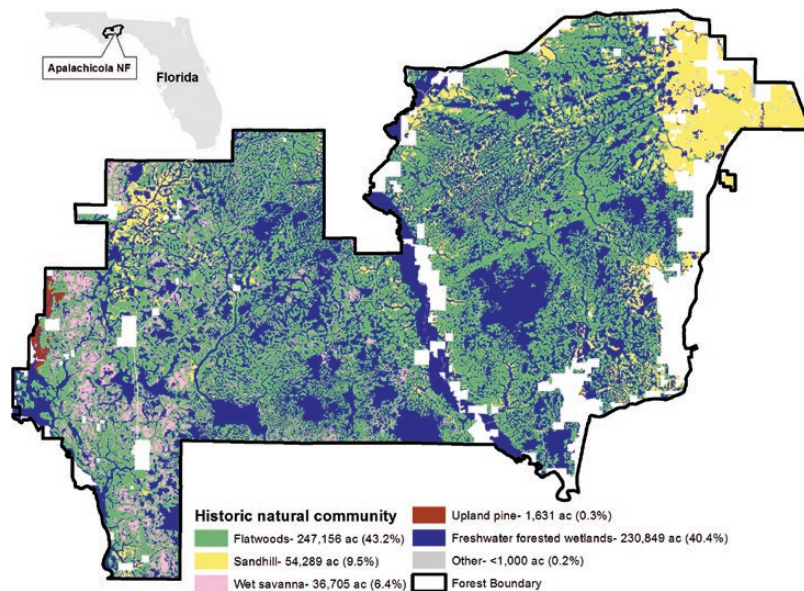 Apalachicola NF
Florida
Historic natural community
Flatwoods- 247,156 ac (43.2%)
Sandhill- 54,289 ac (9.5%)
Wet savanna- 36,705 ac (6.4%)
Upland pine- 1,631 ac (0.3%)
Freshwater forested wetlands- 230,849 ac (40.4%)
Other- <1,000 ac (0.2%)
Forest Boundary